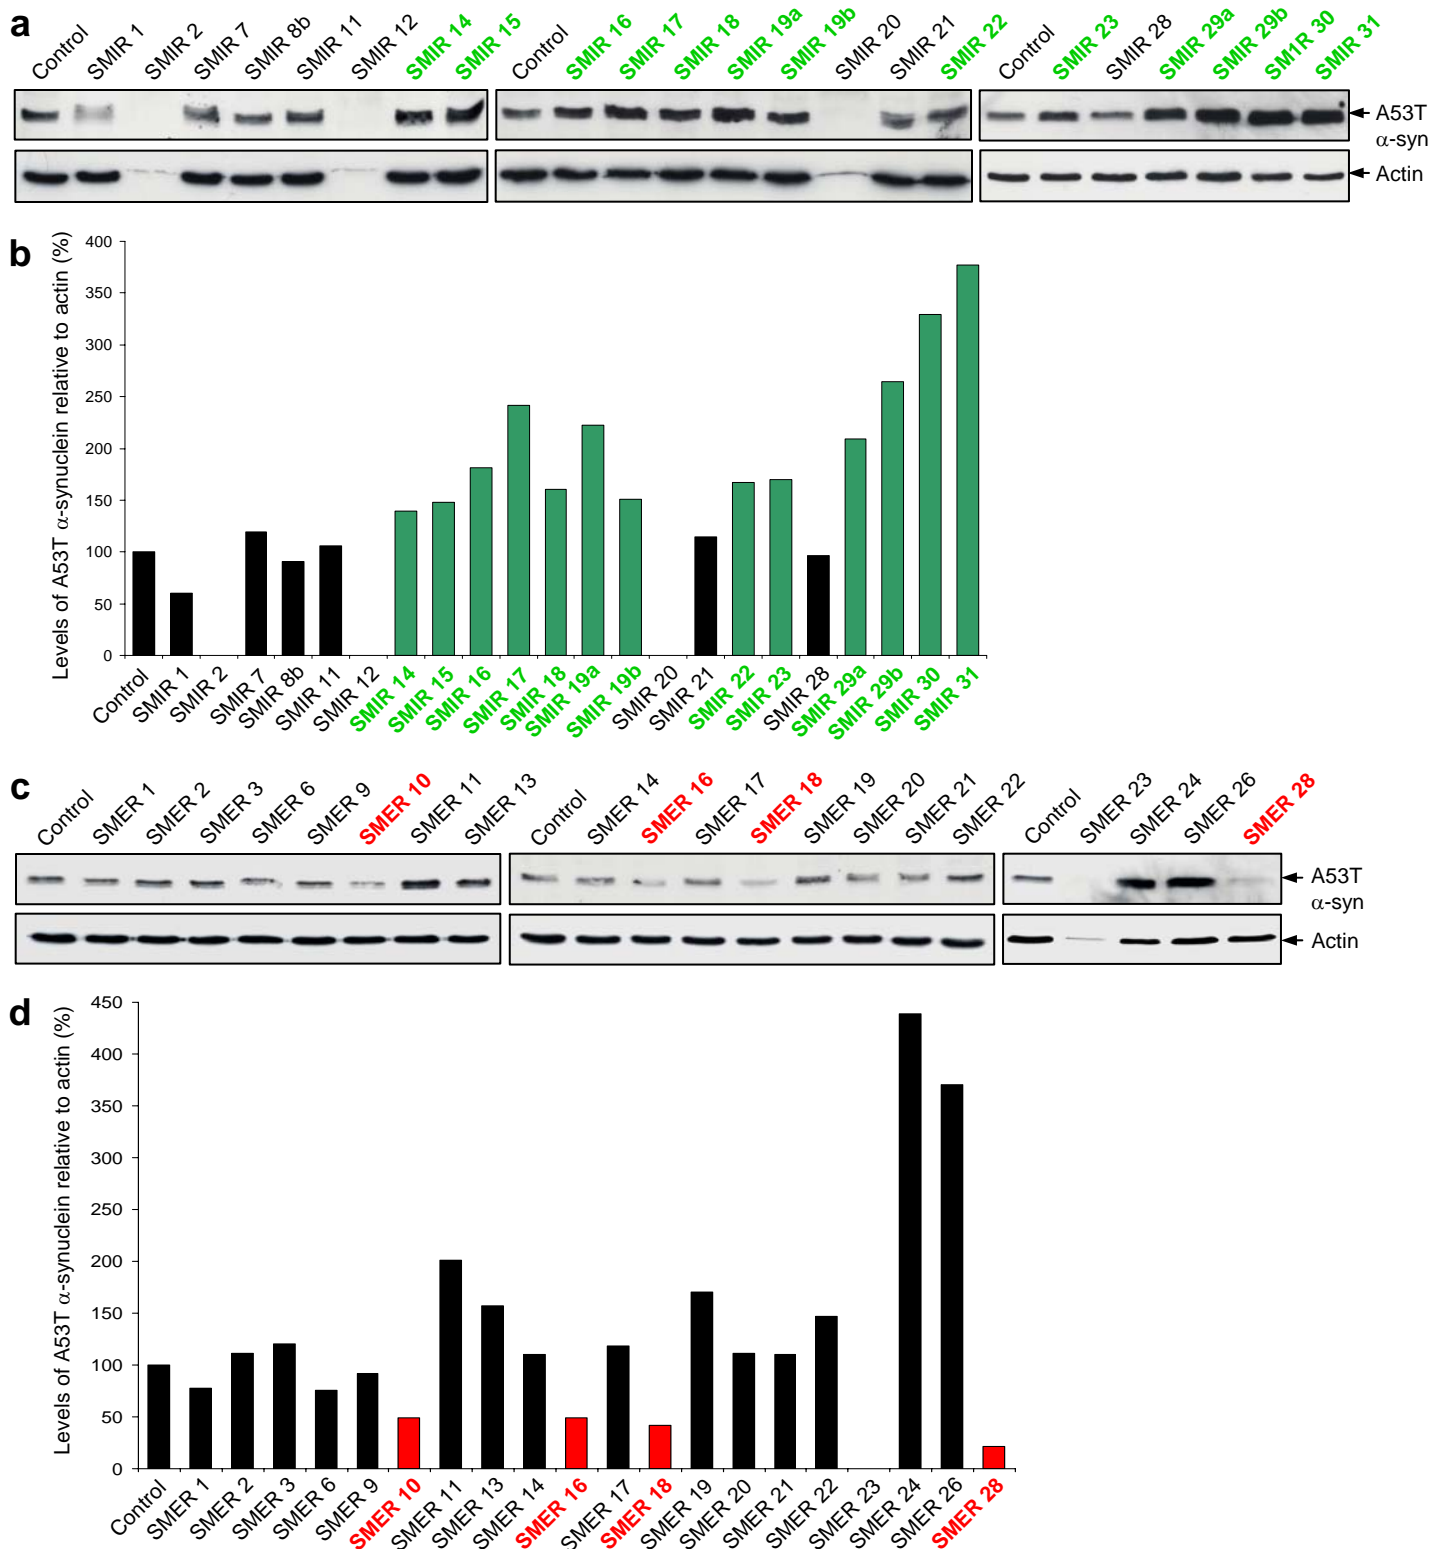 a
Control SMIR 1 SMIR 2 SMIR 7 SMIR 8b SMIR 11 SMIR 12 SMIR 14 SMIR 15 Control SMIR 16 SMIR 17 SMIR 18 SMIR 19a SMIR 19b SMIR 20 SMIR 21 SMIR 22 Control SMIR 23 SMIR 28 SMIR 29a SMIR 29b SM1R 30 SMIR 31
A53T
α-syn
Actin
b
Levels of A53T α-synuclein relative to actin (%)
400
350
300
250
200
150
100
50
0
Control SMIR 1 SMIR 2 SMIR 7 SMIR 8b SMIR 11 SMIR 12 SMIR 14 SMIR 15 SMIR 16 SMIR 17 SMIR 18 SMIR 19a SMIR 19b SMIR 20 SMIR 21 SMIR 22 SMIR 23 SMIR 28 SMIR 29a SMIR 29b SMIR 30 SMIR 31
c
Control SMER 1 SMER 2 SMER 3 SMER 6 SMER 9 SMER 10 SMER 11 SMER 13 Control SMER 14 SMER 16 SMER 17 SMER 18 SMER 19 SMER 20 SMER 21 SMER 22 Control SMER 23 SMER 24 SMER 26 SMER 28
A53T
α-syn
Actin
d
Levels of A53T α-synuclein relative to actin (%)
450
400
350
300
250
200
150
100
50
0
Control SMER 1 SMER 2 SMER 3 SMER 6 SMER 9 SMER 10 SMER 11 SMER 13 SMER 14 SMER 16 SMER 17 SMER 18 SMER 19 SMER 20 SMER 21 SMER 22 SMER 23 SMER 24 SMER 26 SMER 28